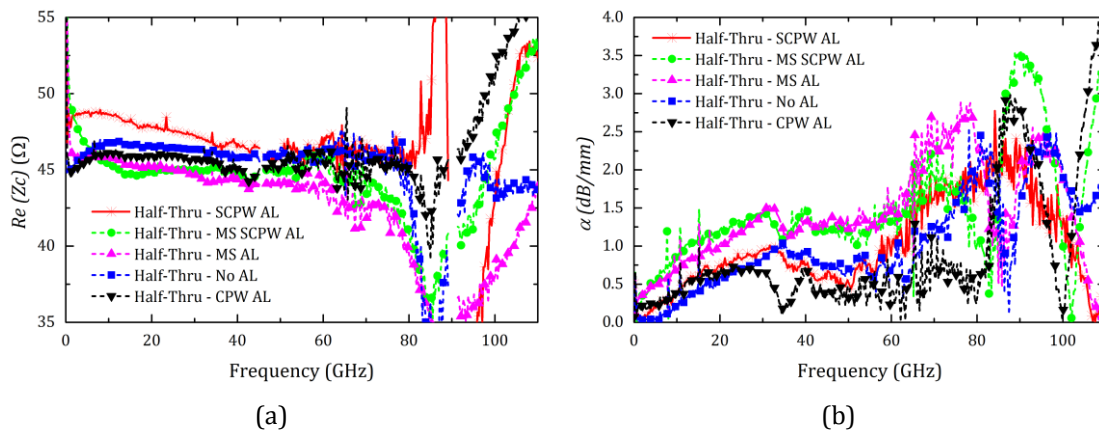 55
50
45
40
35
Re (Zc) (Ω)
Half-Thru - SCPW AL
Half-Thru - MS SCPW AL
Half-Thru - MS AL
Half-Thru - No AL
Half-Thru - CPW AL
0 20 40 60 80 100
Frequency (GHz)
(a)
4.0
3.5
3.0
2.5
2.0
1.5
1.0
0.5
0.0
α (dB/mm)
Half-Thru - SCPW AL
Half-Thru - MS SCPW AL
Half-Thru - MS AL
Half-Thru - No AL
Half-Thru - CPW AL
0 20 40 60 80 100
Frequency (GHz)
(b)